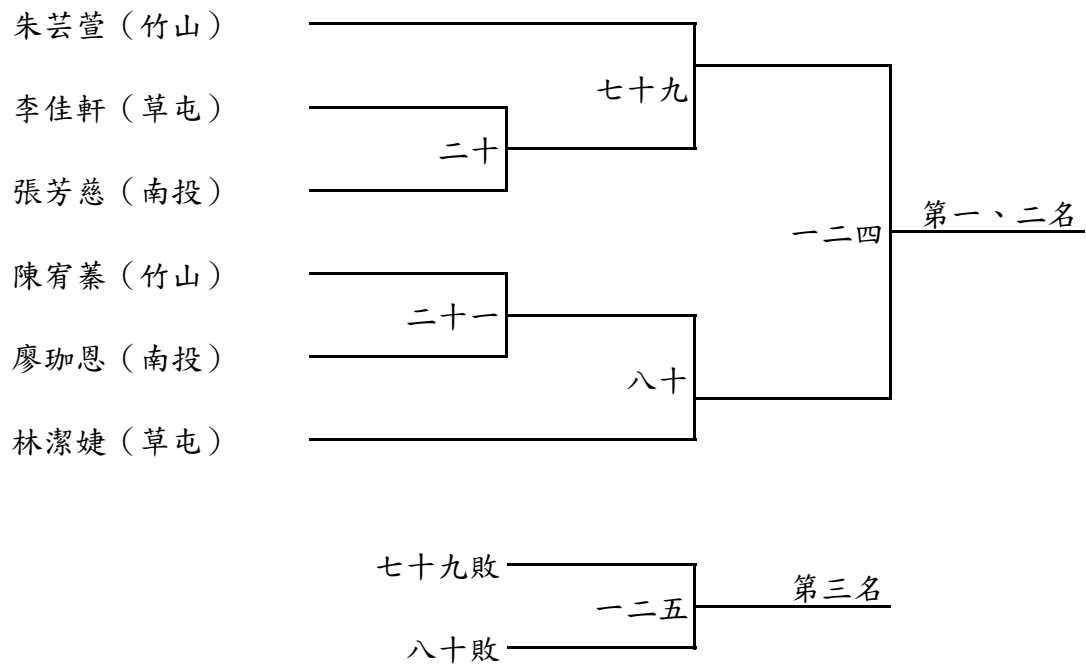 朱芸萱（竹山）
七十九
李佳軒（草屯）
二十
張芳慈（南投）
一二四
第一、二名
陳宥蓁（竹山）
二十一
廖珈恩（南投）
八十
林潔婕（草屯）
七十九敗
一二五
第三名
八十敗